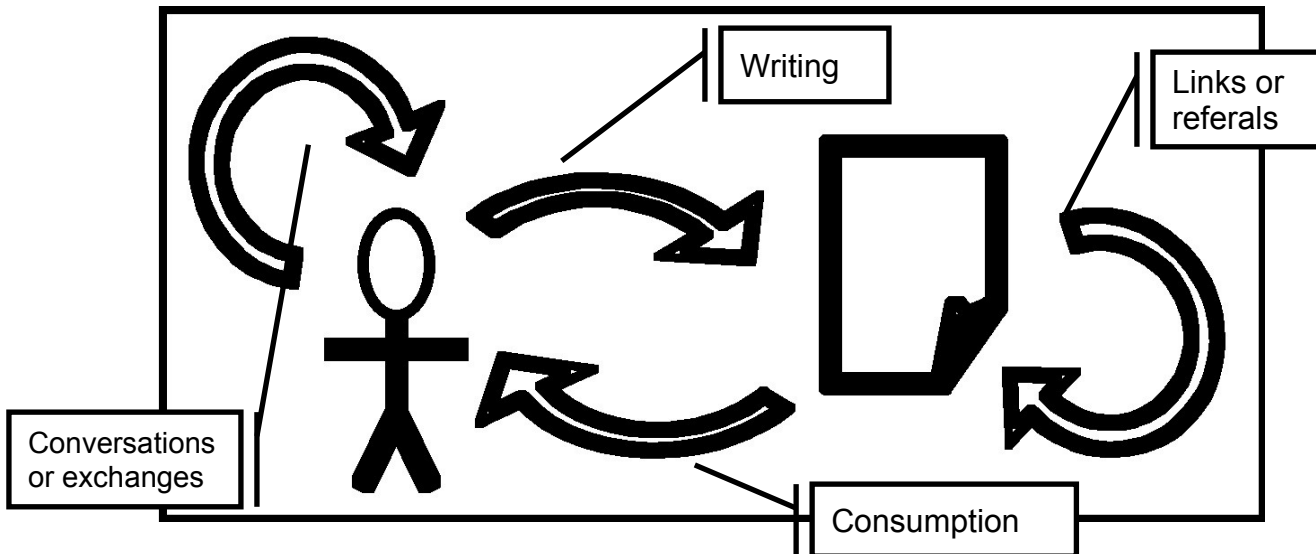 Writing
Links or
referals
Conversations
or exchanges
Consumption